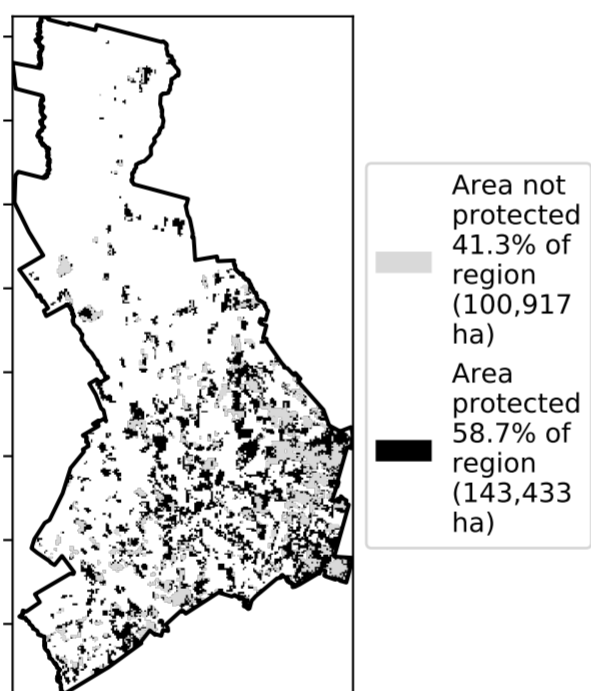 Area not
protected
41.3% of
region
(100,917
ha)
Area
protected
58.7% of
region
(143,433
ha)